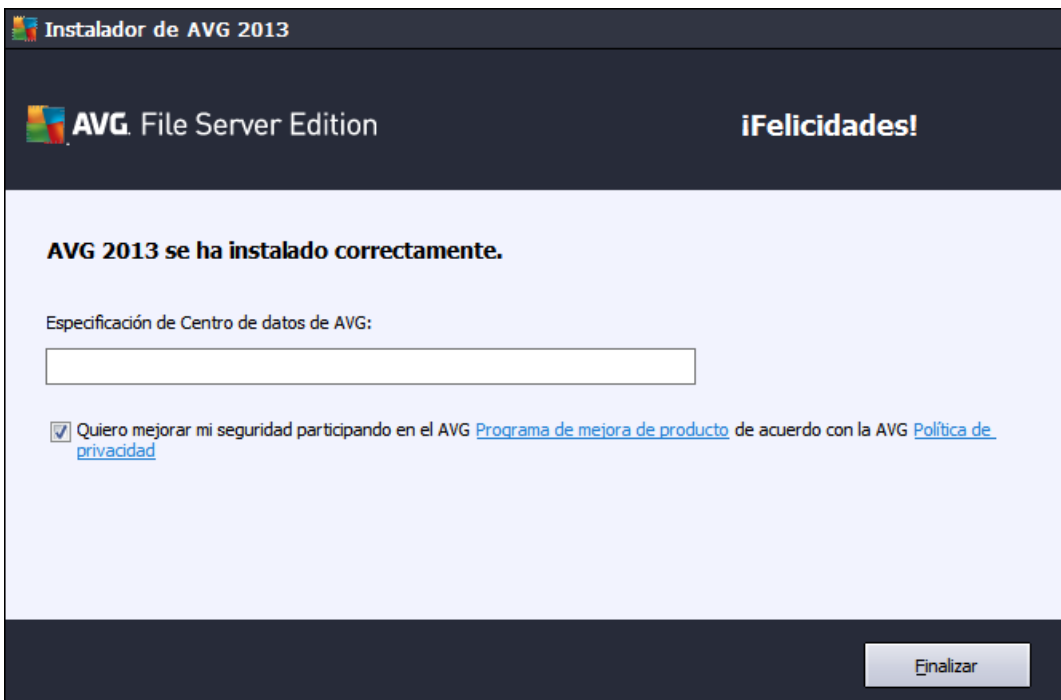 Instalador de AVG 2013
AVG. File Server Edition
¡Felicidades!
AVG 2013 se ha instalado correctamente.
Especificación de Centro de datos de AVG:
Quiero mejorar mi seguridad participando en el AVG Programa de mejora de producto de acuerdo con la AVG Política de
privacidad
Finalizar